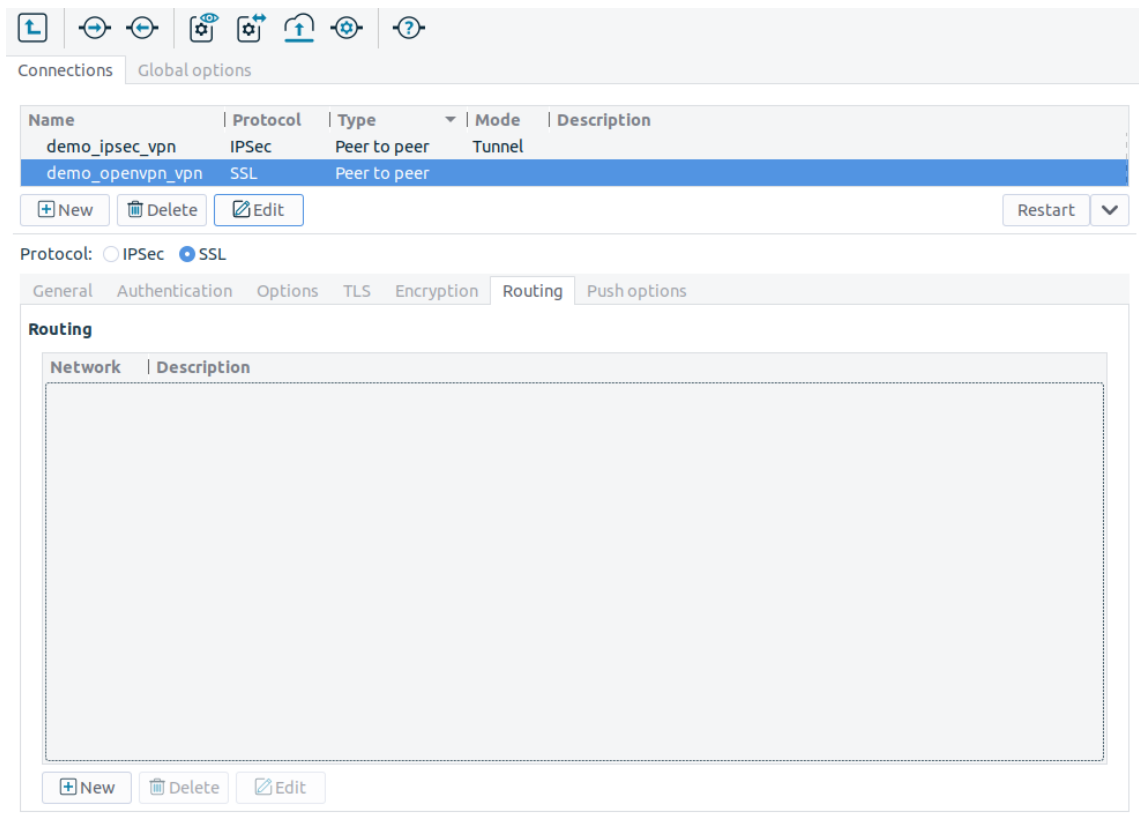 Connections Global options
Name Protocol Type Mode Description
demo_ipsec_vpn IPSec Peer to peer Tunnel
demo_openvpn_vpn SSL Peer to peer
New Delete Edit Restart
Protocol: IPSec SSL
General Authentication Options TLS Encryption Routing Push options
Routing
Network Description
New Delete Edit